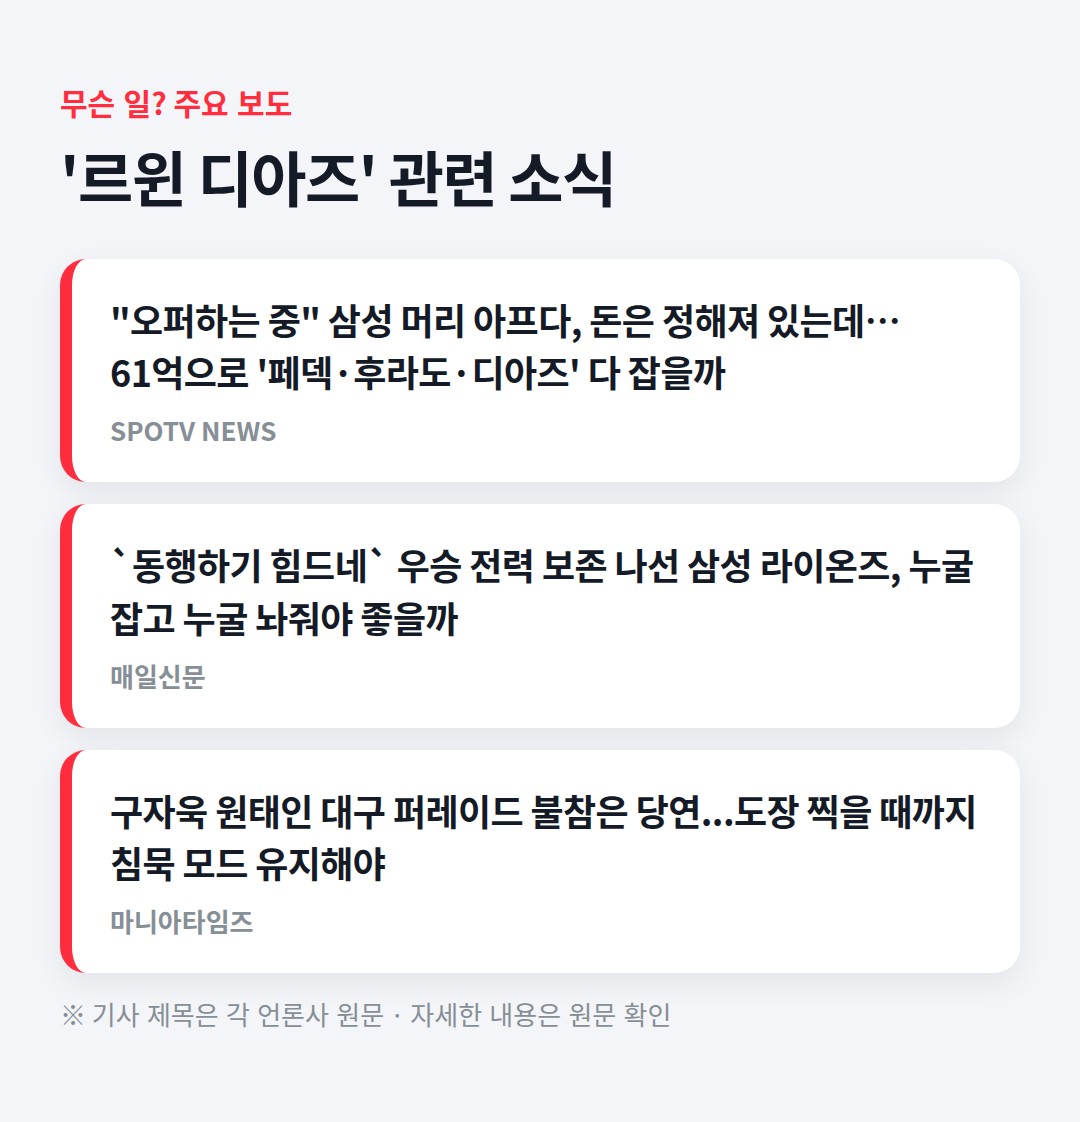 무슨 일? 주요 보도
'르윈 디아즈' 관련 소식
"오퍼하는 중" 삼성 머리 아프다, 돈은 정해져 있는데…
61억으로 '페덱·후라도·디아즈' 다 잡을까
SPOTV NEWS
`동행하기 힘드네` 우승 전력 보존 나선 삼성 라이온즈, 누굴
잡고 누굴 놔줘야 좋을까
매일신문
구자욱 원태인 대구 퍼레이드 불참은 당연...도장 찍을 때까지
침묵 모드 유지해야
마니아타임즈
※ 기사 제목은 각 언론사 원문 · 자세한 내용은 원문 확인